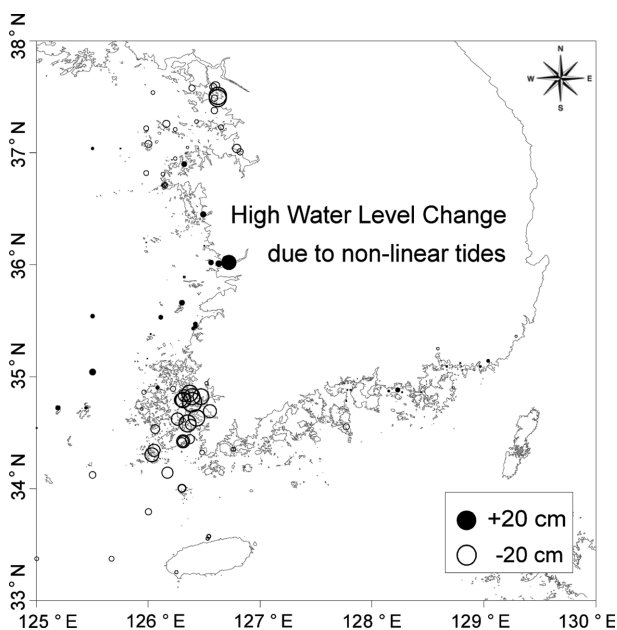 38° N
N
W E
S
37° N
High Water Level Change
due to non-linear tides
36° N
35° N
34° N
+20 cm
-20 cm
33° N
125° E 126° E 127° E 128° E 129° E 130° E